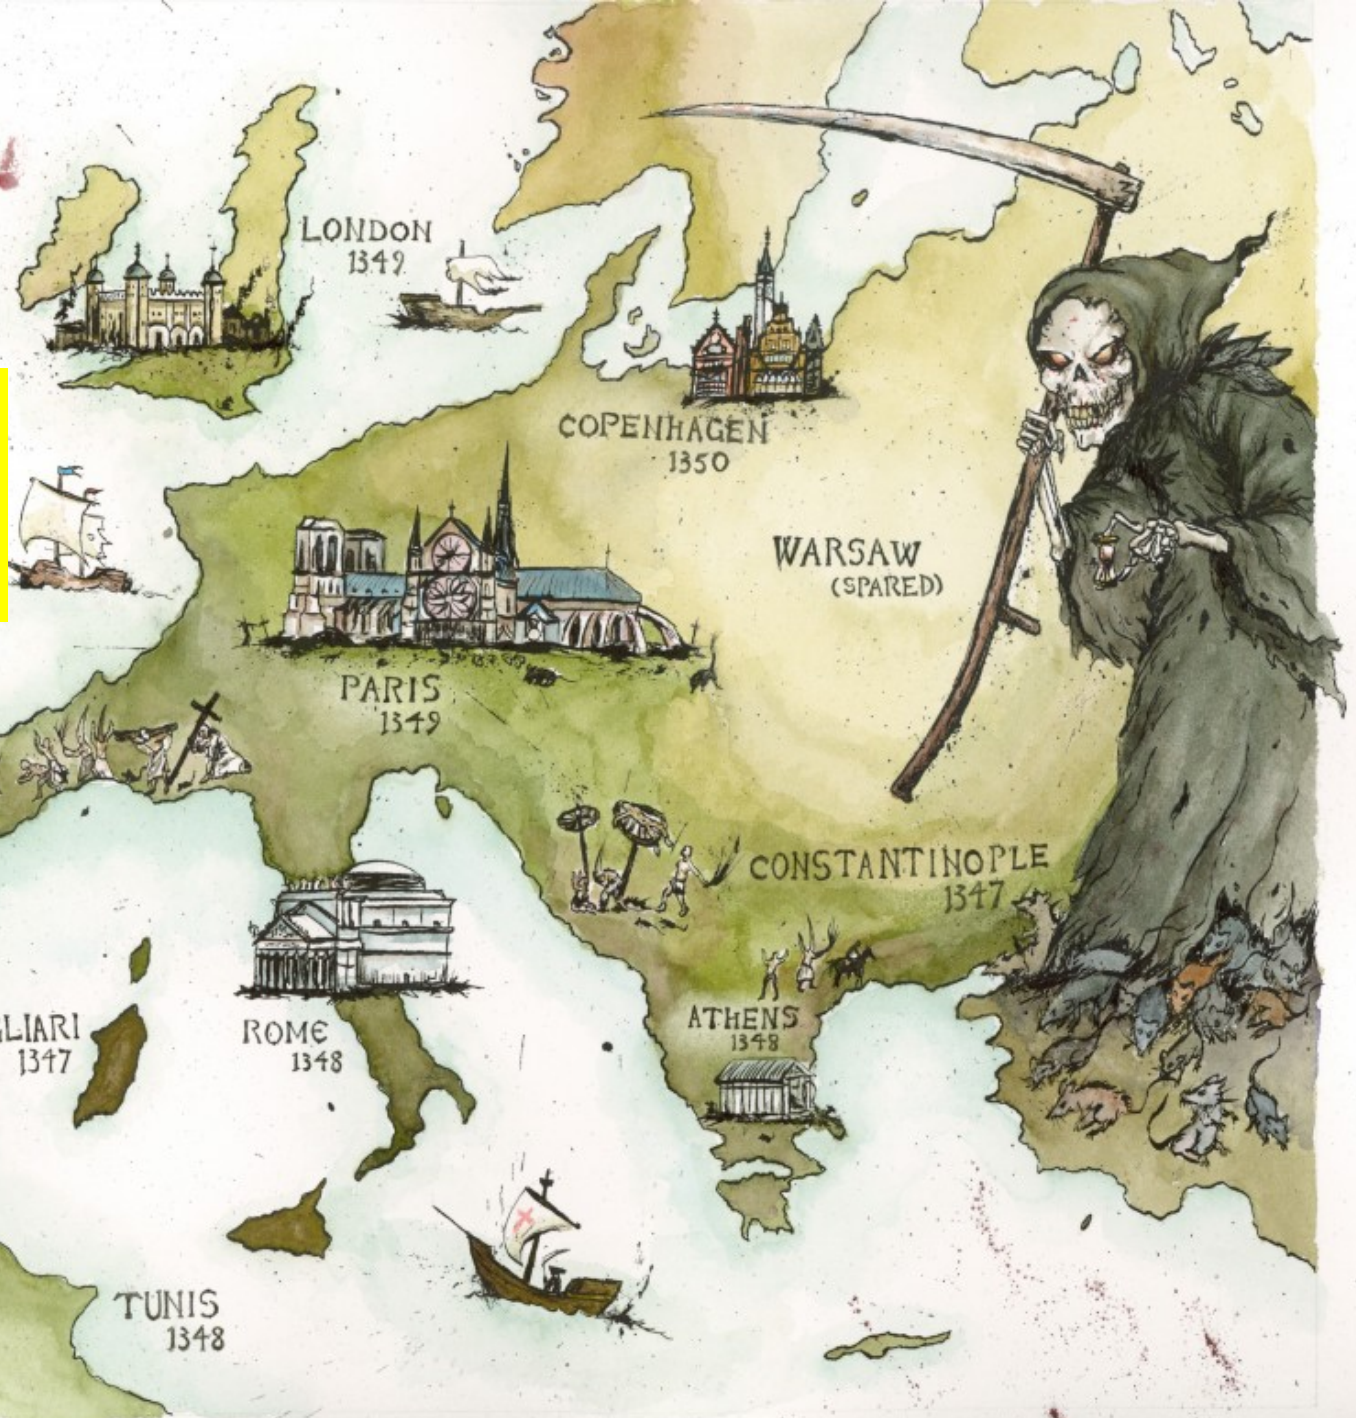 LONDON
1349
COPENHAGEN
1350
WARSAW
(SPARED)
PARIS
1349
CONSTANTINOPLE
1347
ATHENS
1348
LIARI
1347
ROME
1348
TUNIS
1348